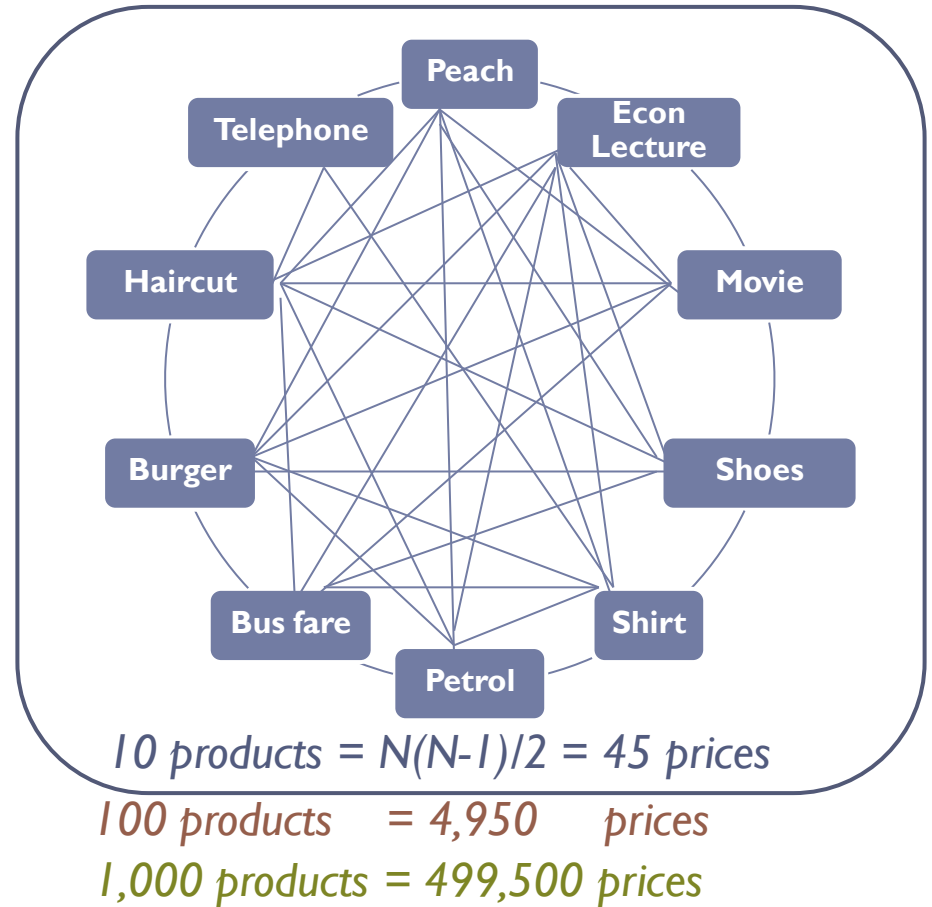 Peach
Econ
Lecture
Telephone
Haircut
Movie
Burger
Shoes
Bus fare
Shirt
Petrol
10 products = N(N-1)/2 = 45 prices
100 products = 4,950 prices
1,000 products = 499,500 prices